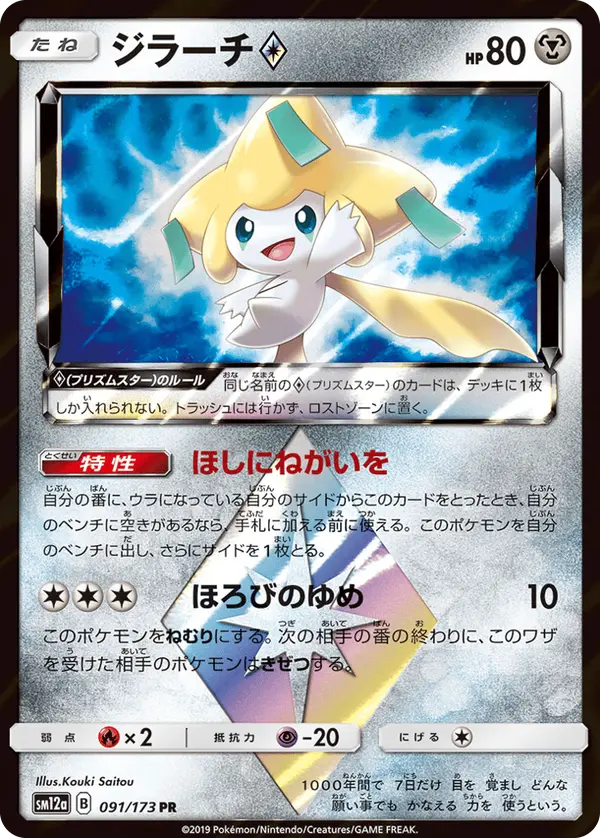 たね ジラーチ◇ HP80
◇(プリズムスター)のルール 同じ名前の◇(プリズムスター)のカードは、デッキに1枚
しか入れられない。トラッシュには行かず、ロストゾーンに置く。
特性 ほしにねがいを
自分の番に、ウラになっている自分のサイドからこのカードをとったとき、自分
のベンチに空きがあるなら、手札に加える前に使える。このポケモンを自分
のベンチに出し、さらにサイドを1枚とる。
ほろびのゆめ 10
このポケモンをねむりにする。次の相手の番の終わりに、このワザ
を受けた相手のポケモンはきぜつする。
弱点 ×2 抵抗力 -20 にげる
Illus.Kouki Saitou
SM12a B 091/173 PR
1000年間で 7日だけ 目を 覚まし どんな
願い事でも かなえる 力を 使うという。
©2019 Pokémon/Nintendo/Creatures/GAME FREAK.